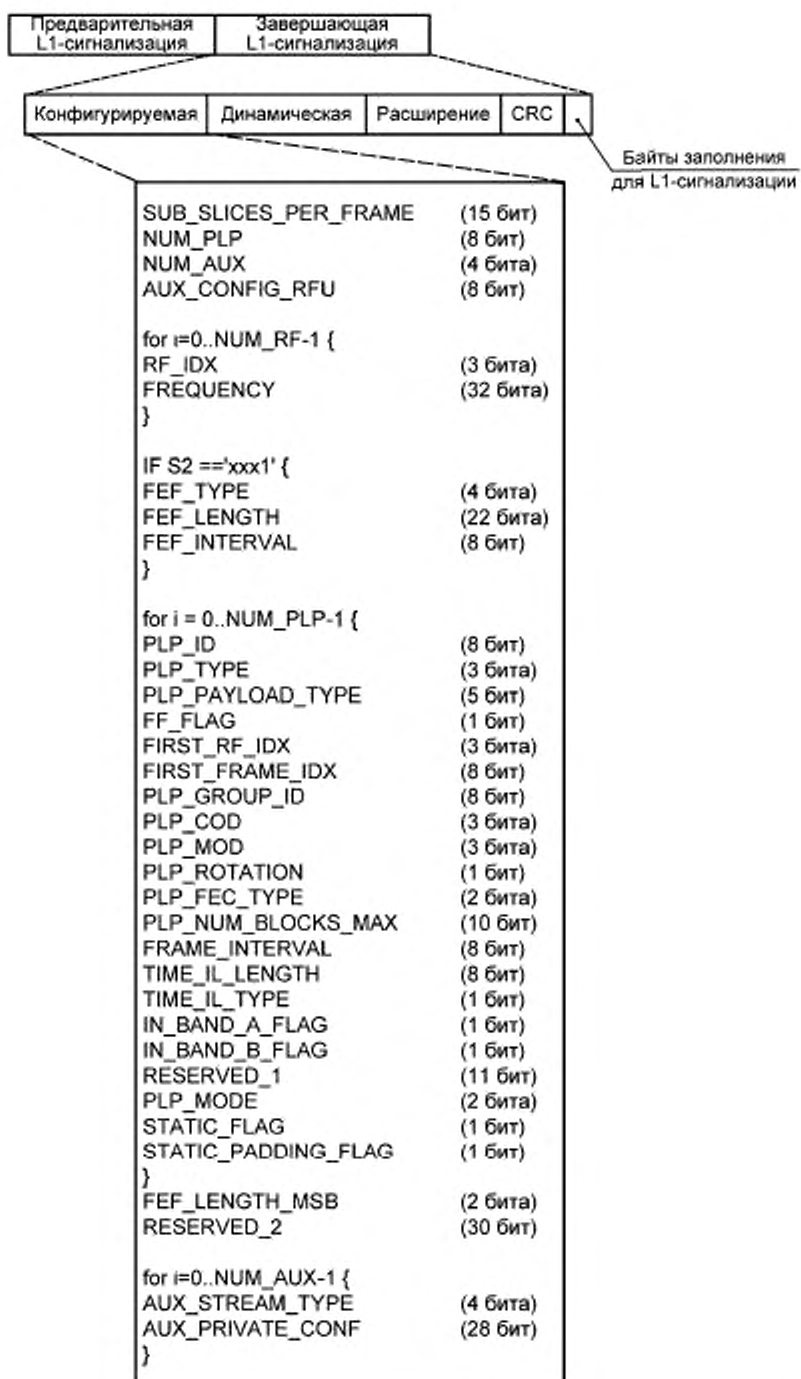 Предварительная
L1-сигнализация
Завершающая
L1-сигнализация
Конфигурируемая
Динамическая
Расширение
CRC
Байты заполнения
для L1-сигнализации
SUB_SLICES_PER_FRAME (15 бит)
NUM_PLP (8 бит)
NUM_AUX (4 бита)
AUX_CONFIG_RFU (8 бит)
for i=0..NUM_RF-1 {
RF_IDX (3 бита)
FREQUENCY (32 бита)
}
IF S2 =='xxx1' {
FEF_TYPE (4 бита)
FEF_LENGTH (22 бита)
FEF_INTERVAL (8 бит)
}
for i = 0..NUM_PLP-1 {
PLP_ID (8 бит)
PLP_TYPE (3 бита)
PLP_PAYLOAD_TYPE (5 бит)
FF_FLAG (1 бит)
FIRST_RF_IDX (3 бита)
FIRST_FRAME_IDX (8 бит)
PLP_GROUP_ID (8 бит)
PLP_COD (3 бита)
PLP_MOD (3 бита)
PLP_ROTATION (1 бит)
PLP_FEC_TYPE (2 бита)
PLP_NUM_BLOCKS_MAX (10 бит)
FRAME_INTERVAL (8 бит)
TIME_IL_LENGTH (8 бит)
TIME_IL_TYPE (1 бит)
IN_BAND_A_FLAG (1 бит)
IN_BAND_B_FLAG (1 бит)
RESERVED_1 (11 бит)
PLP_MODE (2 бита)
STATIC_FLAG (1 бит)
STATIC_PADDING_FLAG (1 бит)
}
FEF_LENGTH_MSB (2 бита)
RESERVED_2 (30 бит)
for i=0..NUM_AUX-1 {
AUX_STREAM_TYPE (4 бита)
AUX_PRIVATE_CONF (28 бит)
}